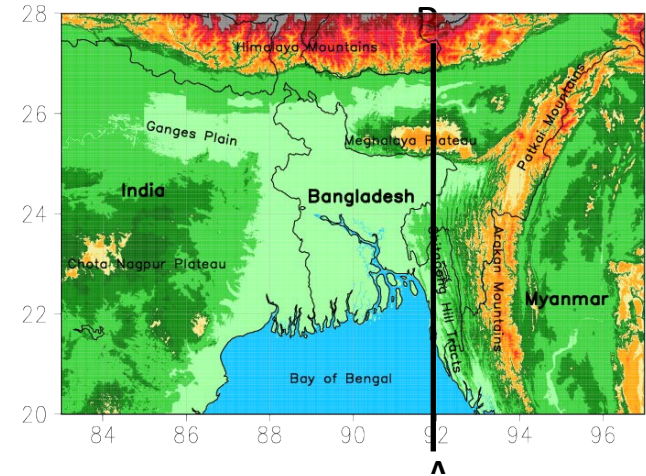 B
28
Himalaya Mountains
26
Ganges Plain
Meghalaya Plateau
Patkai Mountains
India
Bangladesh
24
Chota Nagpur Plateau
Chittagong Hill Tracts
Arakan Mountains
Myanmar
22
Bay of Bengal
20
84
86
88
90
92
94
96
A